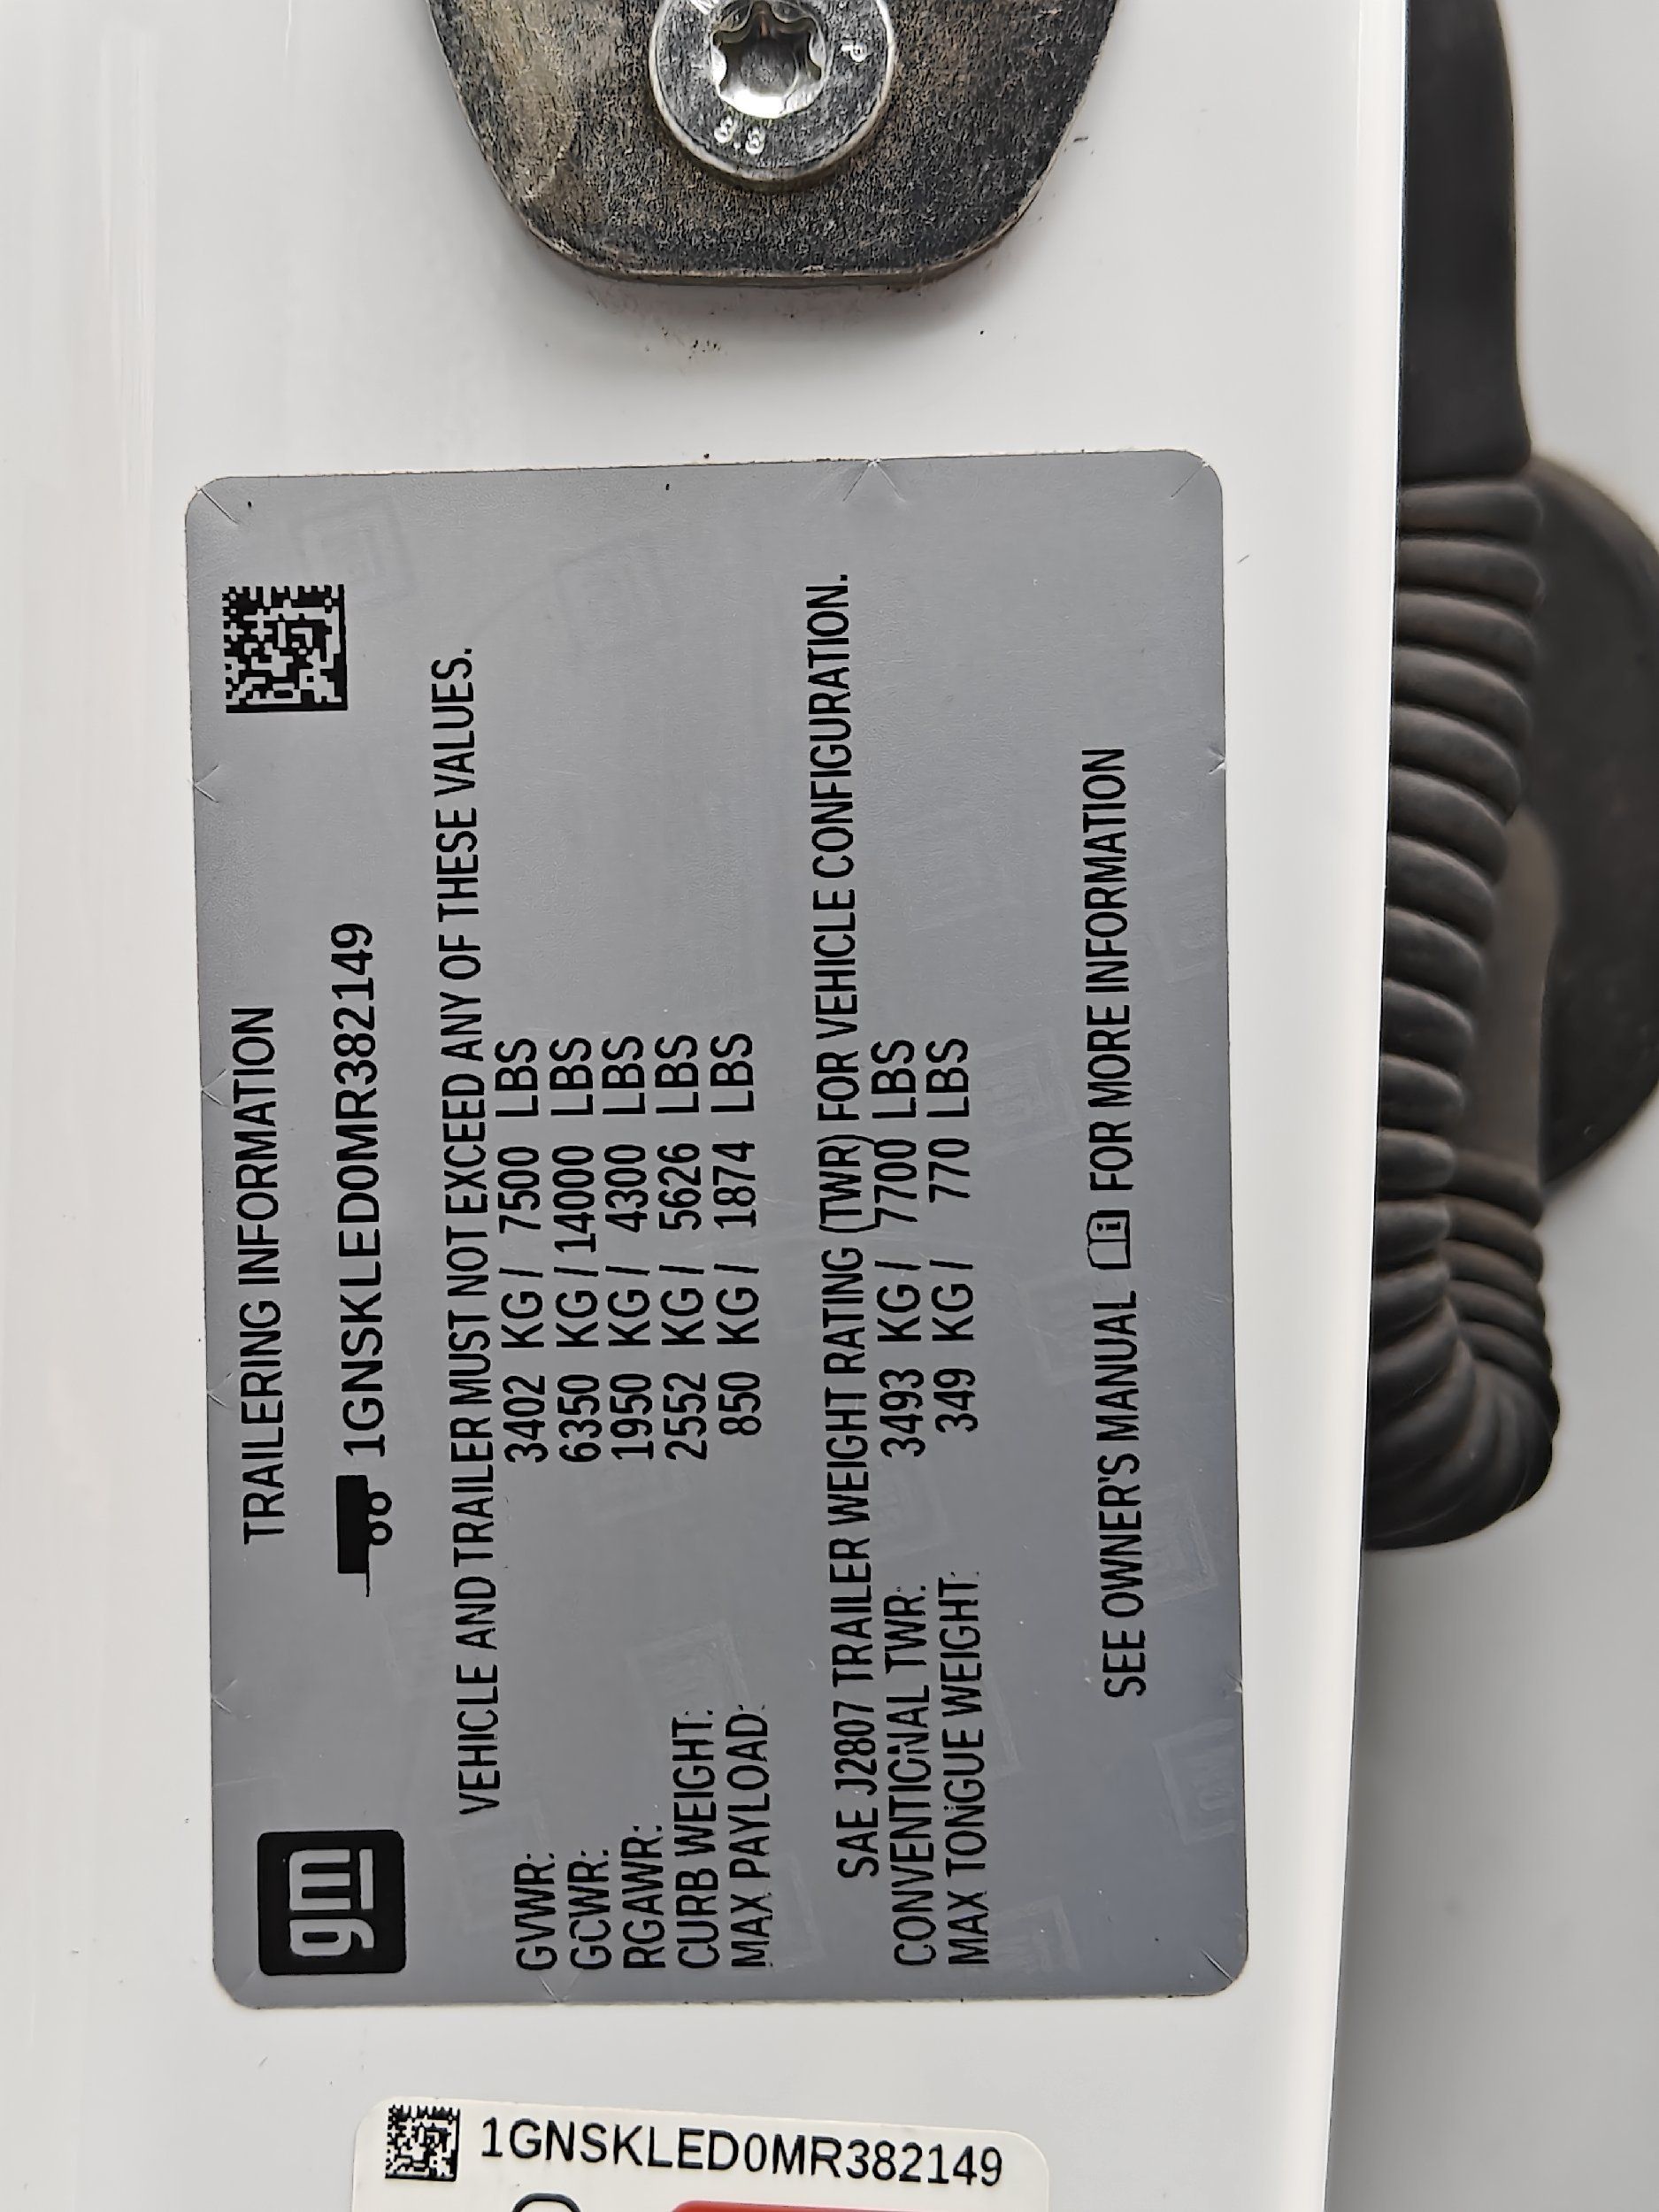 8.8
P
gm
TRAILERING INFORMATION
1GNSKLED0MR382149
VEHICLE AND TRAILER MUST NOT EXCEED ANY OF THESE VALUES.
GVWR: 3402 KG / 7500 LBS
GCWR: 6350 KG / 14000 LBS
RGAWR: 1950 KG / 4300 LBS
CURB WEIGHT: 2552 KG / 5626 LBS
MAX PAYLOAD: 850 KG / 1874 LBS
SAE J2807 TRAILER WEIGHT RATING (TWR) FOR VEHICLE CONFIGURATION.
CONVENTIONAL TWR: 3493 KG / 7700 LBS
MAX TONGUE WEIGHT: 349 KG / 770 LBS
SEE OWNER'S MANUAL FOR MORE INFORMATION
1GNSKLED0MR382149